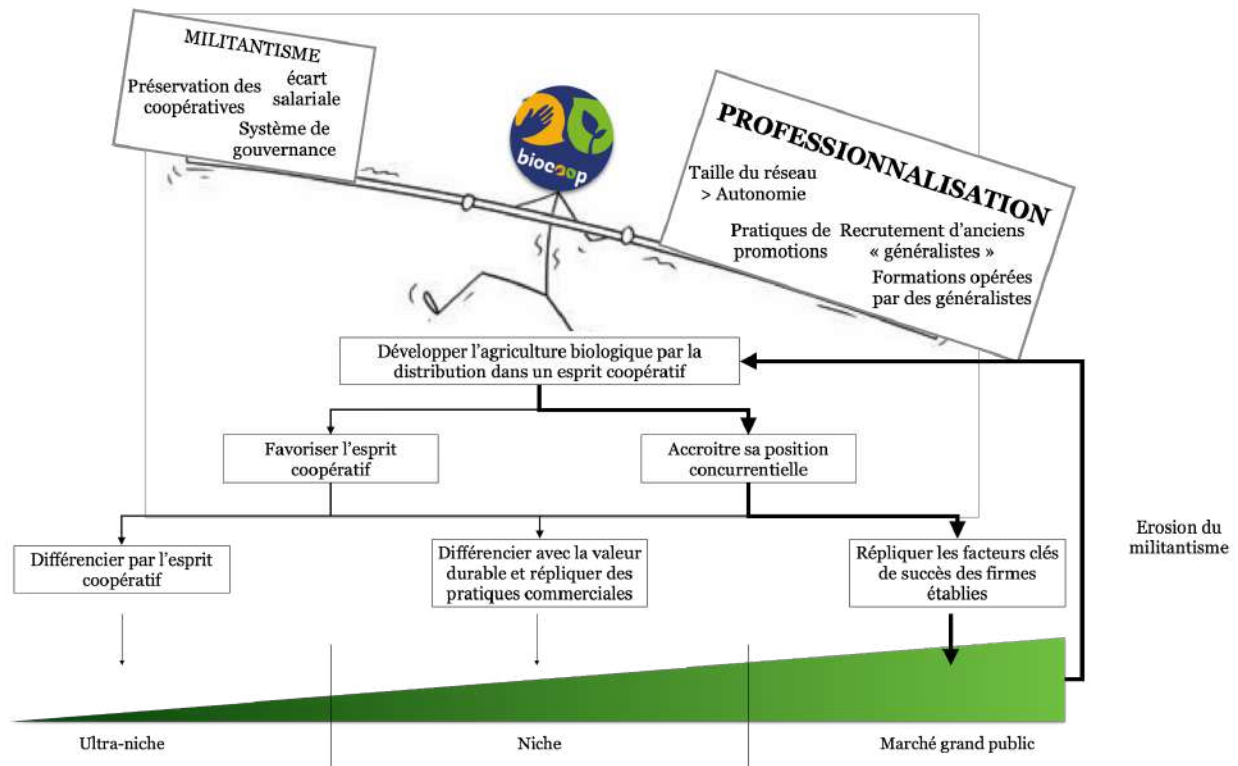 MILITANTISME
Préservation des
coopératives
écart
salariale
Système de
gouvernance
biocoop
PROFESSIONNALISATION
Taille du réseau
> Autonomie
Pratiques de
promotions
Recrutement d'anciens
« généralistes »
Formations opérées
par des généralistes
Développer l'agriculture biologique par la
distribution dans un esprit coopératif
Favoriser l'esprit
coopératif
Accroitre sa position
concurrentielle
Différencier par l'esprit
coopératif
Différencier avec la valeur
durable et répliquer des
pratiques commerciales
Répliquer les facteurs clés
de succès des firmes
établies
Erosion du
militantisme
Ultra-niche
Niche
Marché grand public